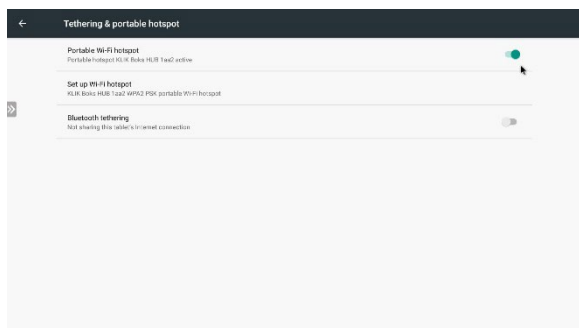 Tethering & portable hotspot
Portable Wi-Fi hotspot
Portable hotspot KLIK Boks HUB 1aa2 active
Set up Wi-Fi hotspot
KLIK Boks HUB 1aa2 WPA2 PSK portable Wi-Fi hotspot
Bluetooth tethering
Not sharing this tablet's Internet connection